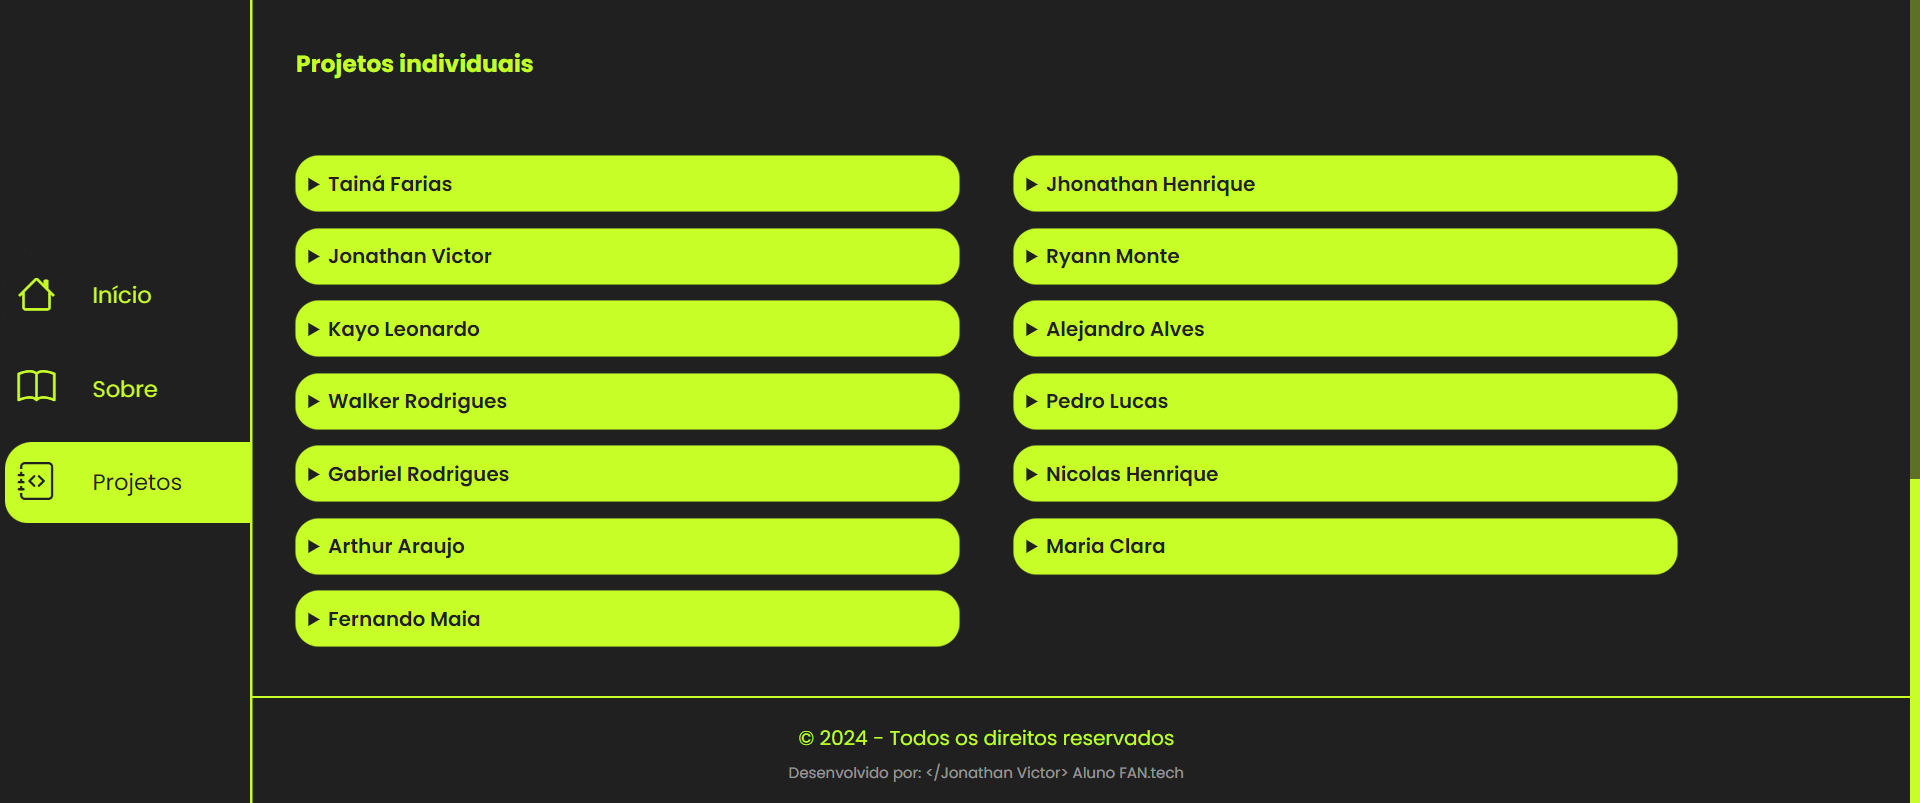 Início
Sobre
Projetos
Projetos individuais
Tainá Farias
Jonathan Victor
Kayo Leonardo
Walker Rodrigues
Gabriel Rodrigues
Arthur Araujo
Fernando Maia
Jhonathan Henrique
Ryann Monte
Alejandro Alves
Pedro Lucas
Nicolas Henrique
Maria Clara
© 2024 - Todos os direitos reservados
Desenvolvido por: </Jonathan Victor> Aluno FAN.tech